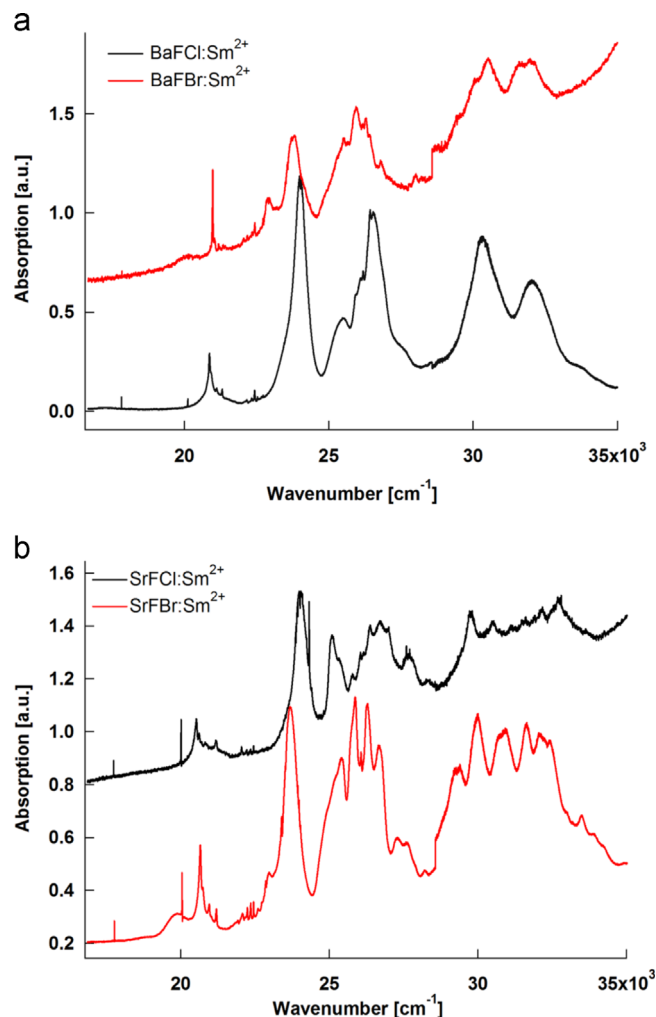 a
BaFCl:Sm²⁺
BaFBr:Sm²⁺
Absorption [a.u.]
1.5
1.0
0.5
0.0
20 25 30 35x10³
Wavenumber [cm⁻¹]
b
SrFCl:Sm²⁺
SrFBr:Sm²⁺
Absorption [a.u.]
1.6
1.4
1.2
1.0
0.8
0.6
0.4
0.2
20 25 30 35x10³
Wavenumber [cm⁻¹]